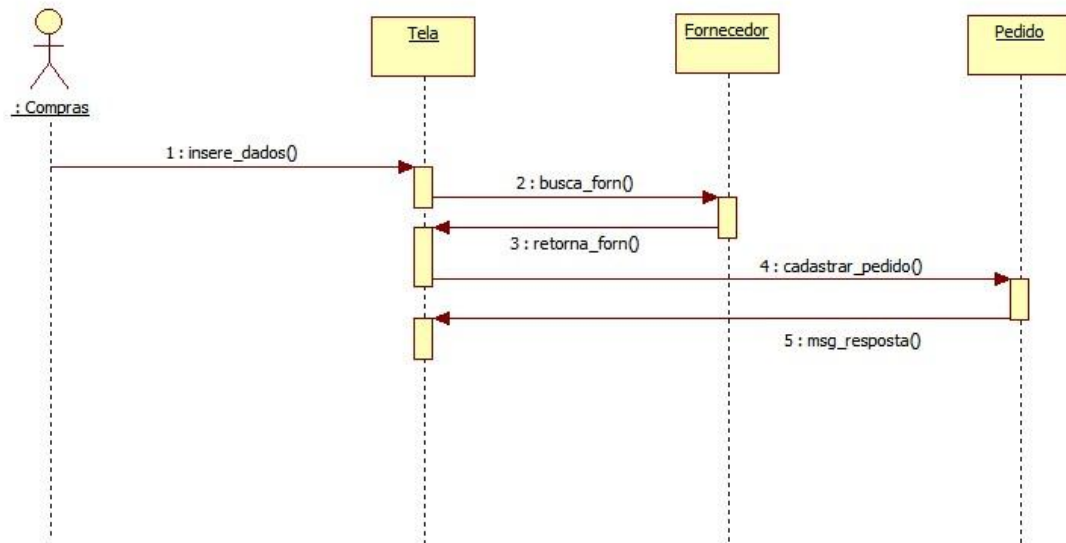 Tela
Fornecedor
Pedido
: Compras
1 : insere_dados()
2 : busca_forn()
3 : retorna_forn()
4 : cadastrar_pedido()
5 : msg_resposta()